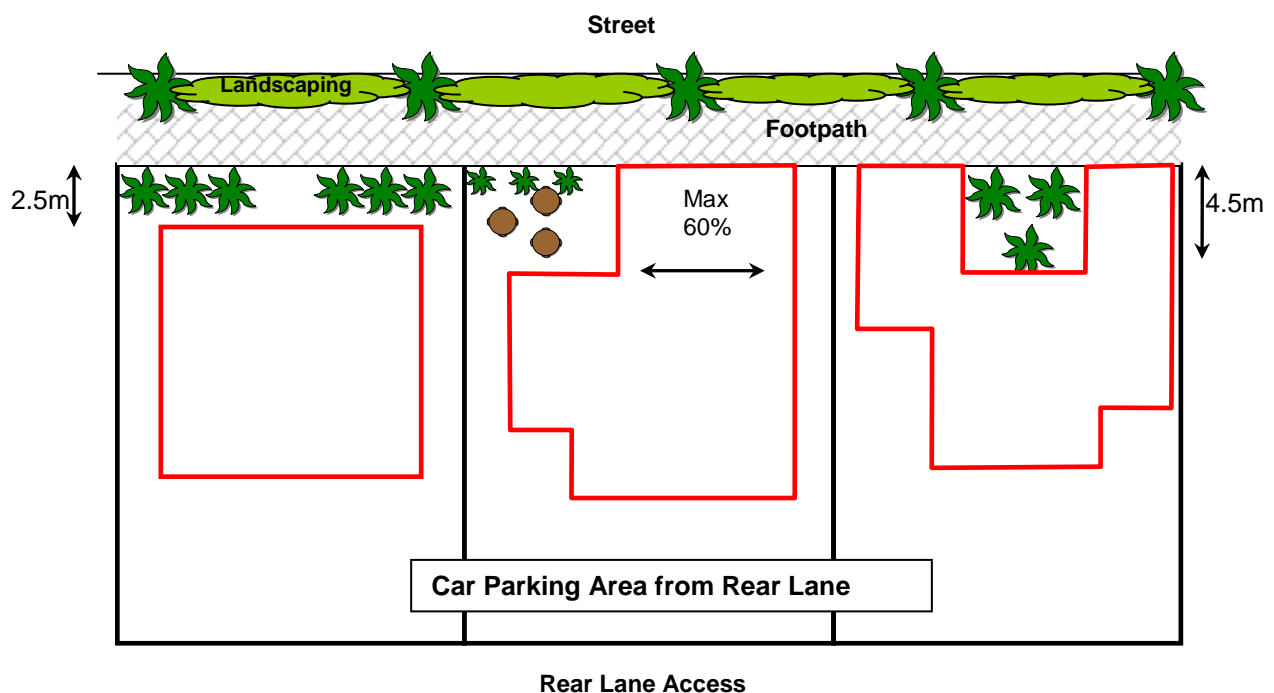 Street
Landscaping
Footpath
2.5m
Max
60%
4.5m
Car Parking Area from Rear Lane
Rear Lane Access